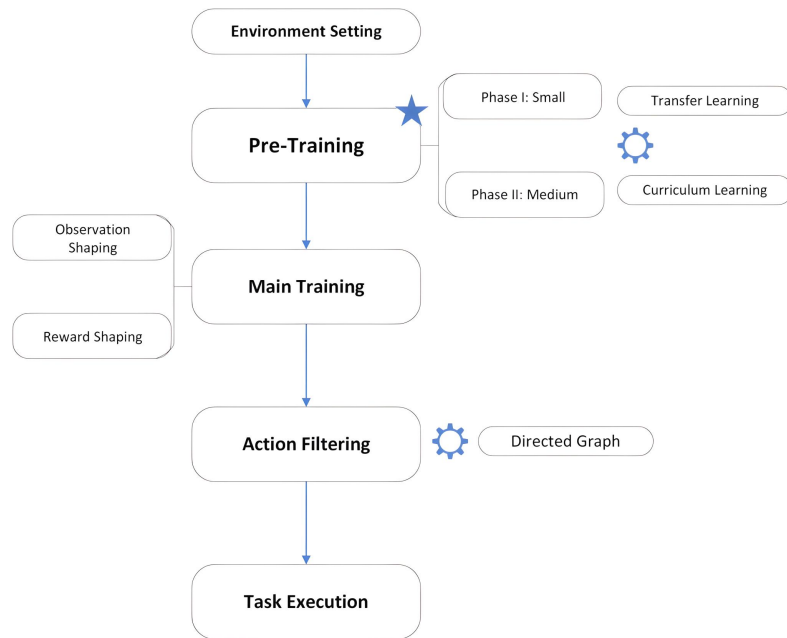 Environment Setting
Pre-Training
Phase I: Small
Transfer Learning
Phase II: Medium
Curriculum Learning
Observation
Shaping
Main Training
Reward Shaping
Action Filtering
Directed Graph
Task Execution